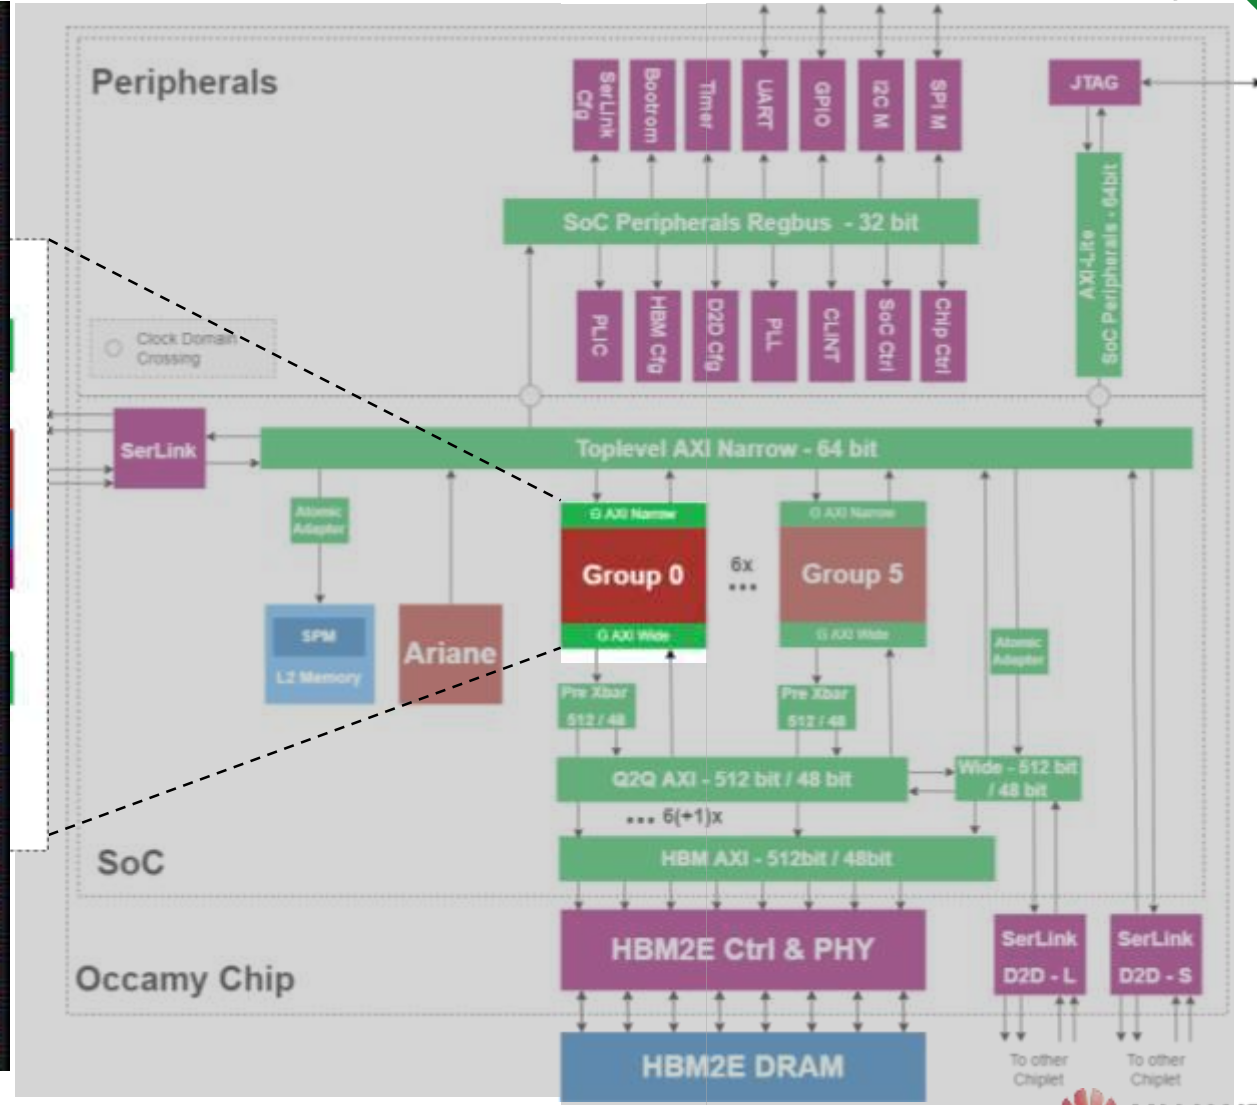 Peripherals
SerLink
Cfg
Bootrom
Timer
UART
GPIO
I2C M
SPI M
JTAG
SoC Peripherals Regbus - 32 bit
AXI-Lite
SoC Peripherals - 64bit
PLIC
HBM Cfg
D2D Cfg
PLL
CLINT
SoC Ctrl
Chip Ctrl
Clock Domain
Crossing
SerLink
Toplevel AXI Narrow - 64 bit
Atomic
Adapter
G AXI Narrow
G AXI Narrow
Group 0
6x
...
Group 5
G AXI Wide
G AXI Wide
SPM
L2 Memory
Ariane
Atomic
Adapter
Pre Xbar
512 / 48
Pre Xbar
512 / 48
Q2Q AXI - 512 bit / 48 bit
Wide - 512 bit
/ 48 bit
... 6(+1)x
HBM AXI - 512bit / 48bit
SoC
HBM2E Ctrl & PHY
SerLink
D2D - L
SerLink
D2D - S
Occamy Chip
HBM2E DRAM
To other
Chiplet
To other
Chiplet